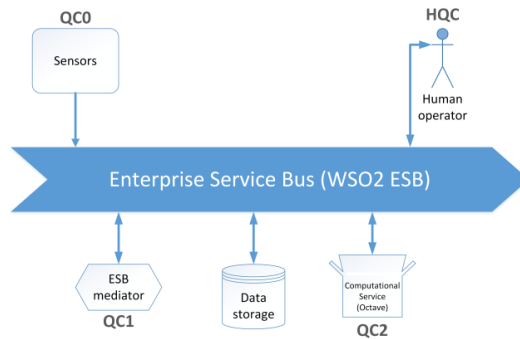 QC0
HQC
Sensors
Human
operator
Enterprise Service Bus (WSO2 ESB)
ESB
mediator
QC1
Data
storage
Computational
Service
(Octave)
QC2